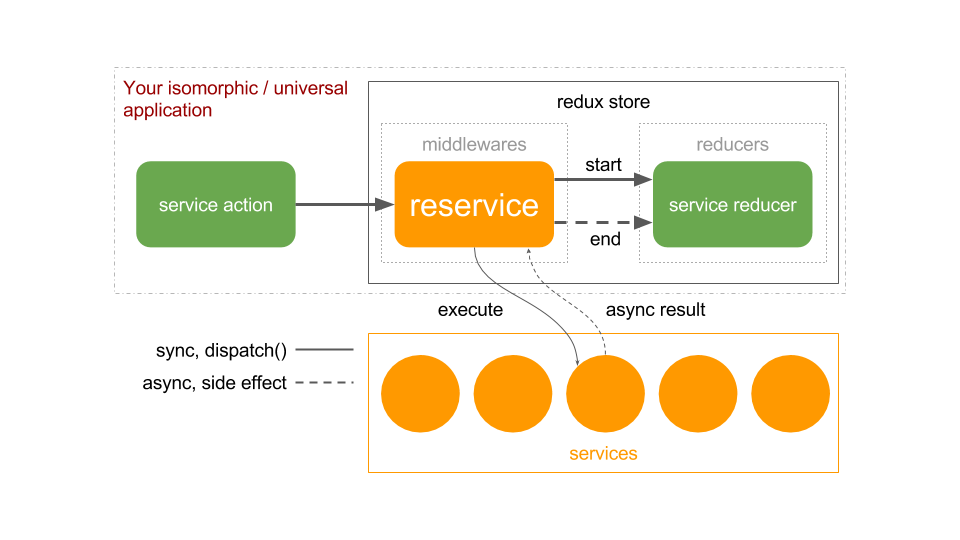 Your isomorphic / universal
application
redux store
middlewares
reducers
service action
reservice
start
end
service reducer
execute
async result
sync, dispatch()
async, side effect
services